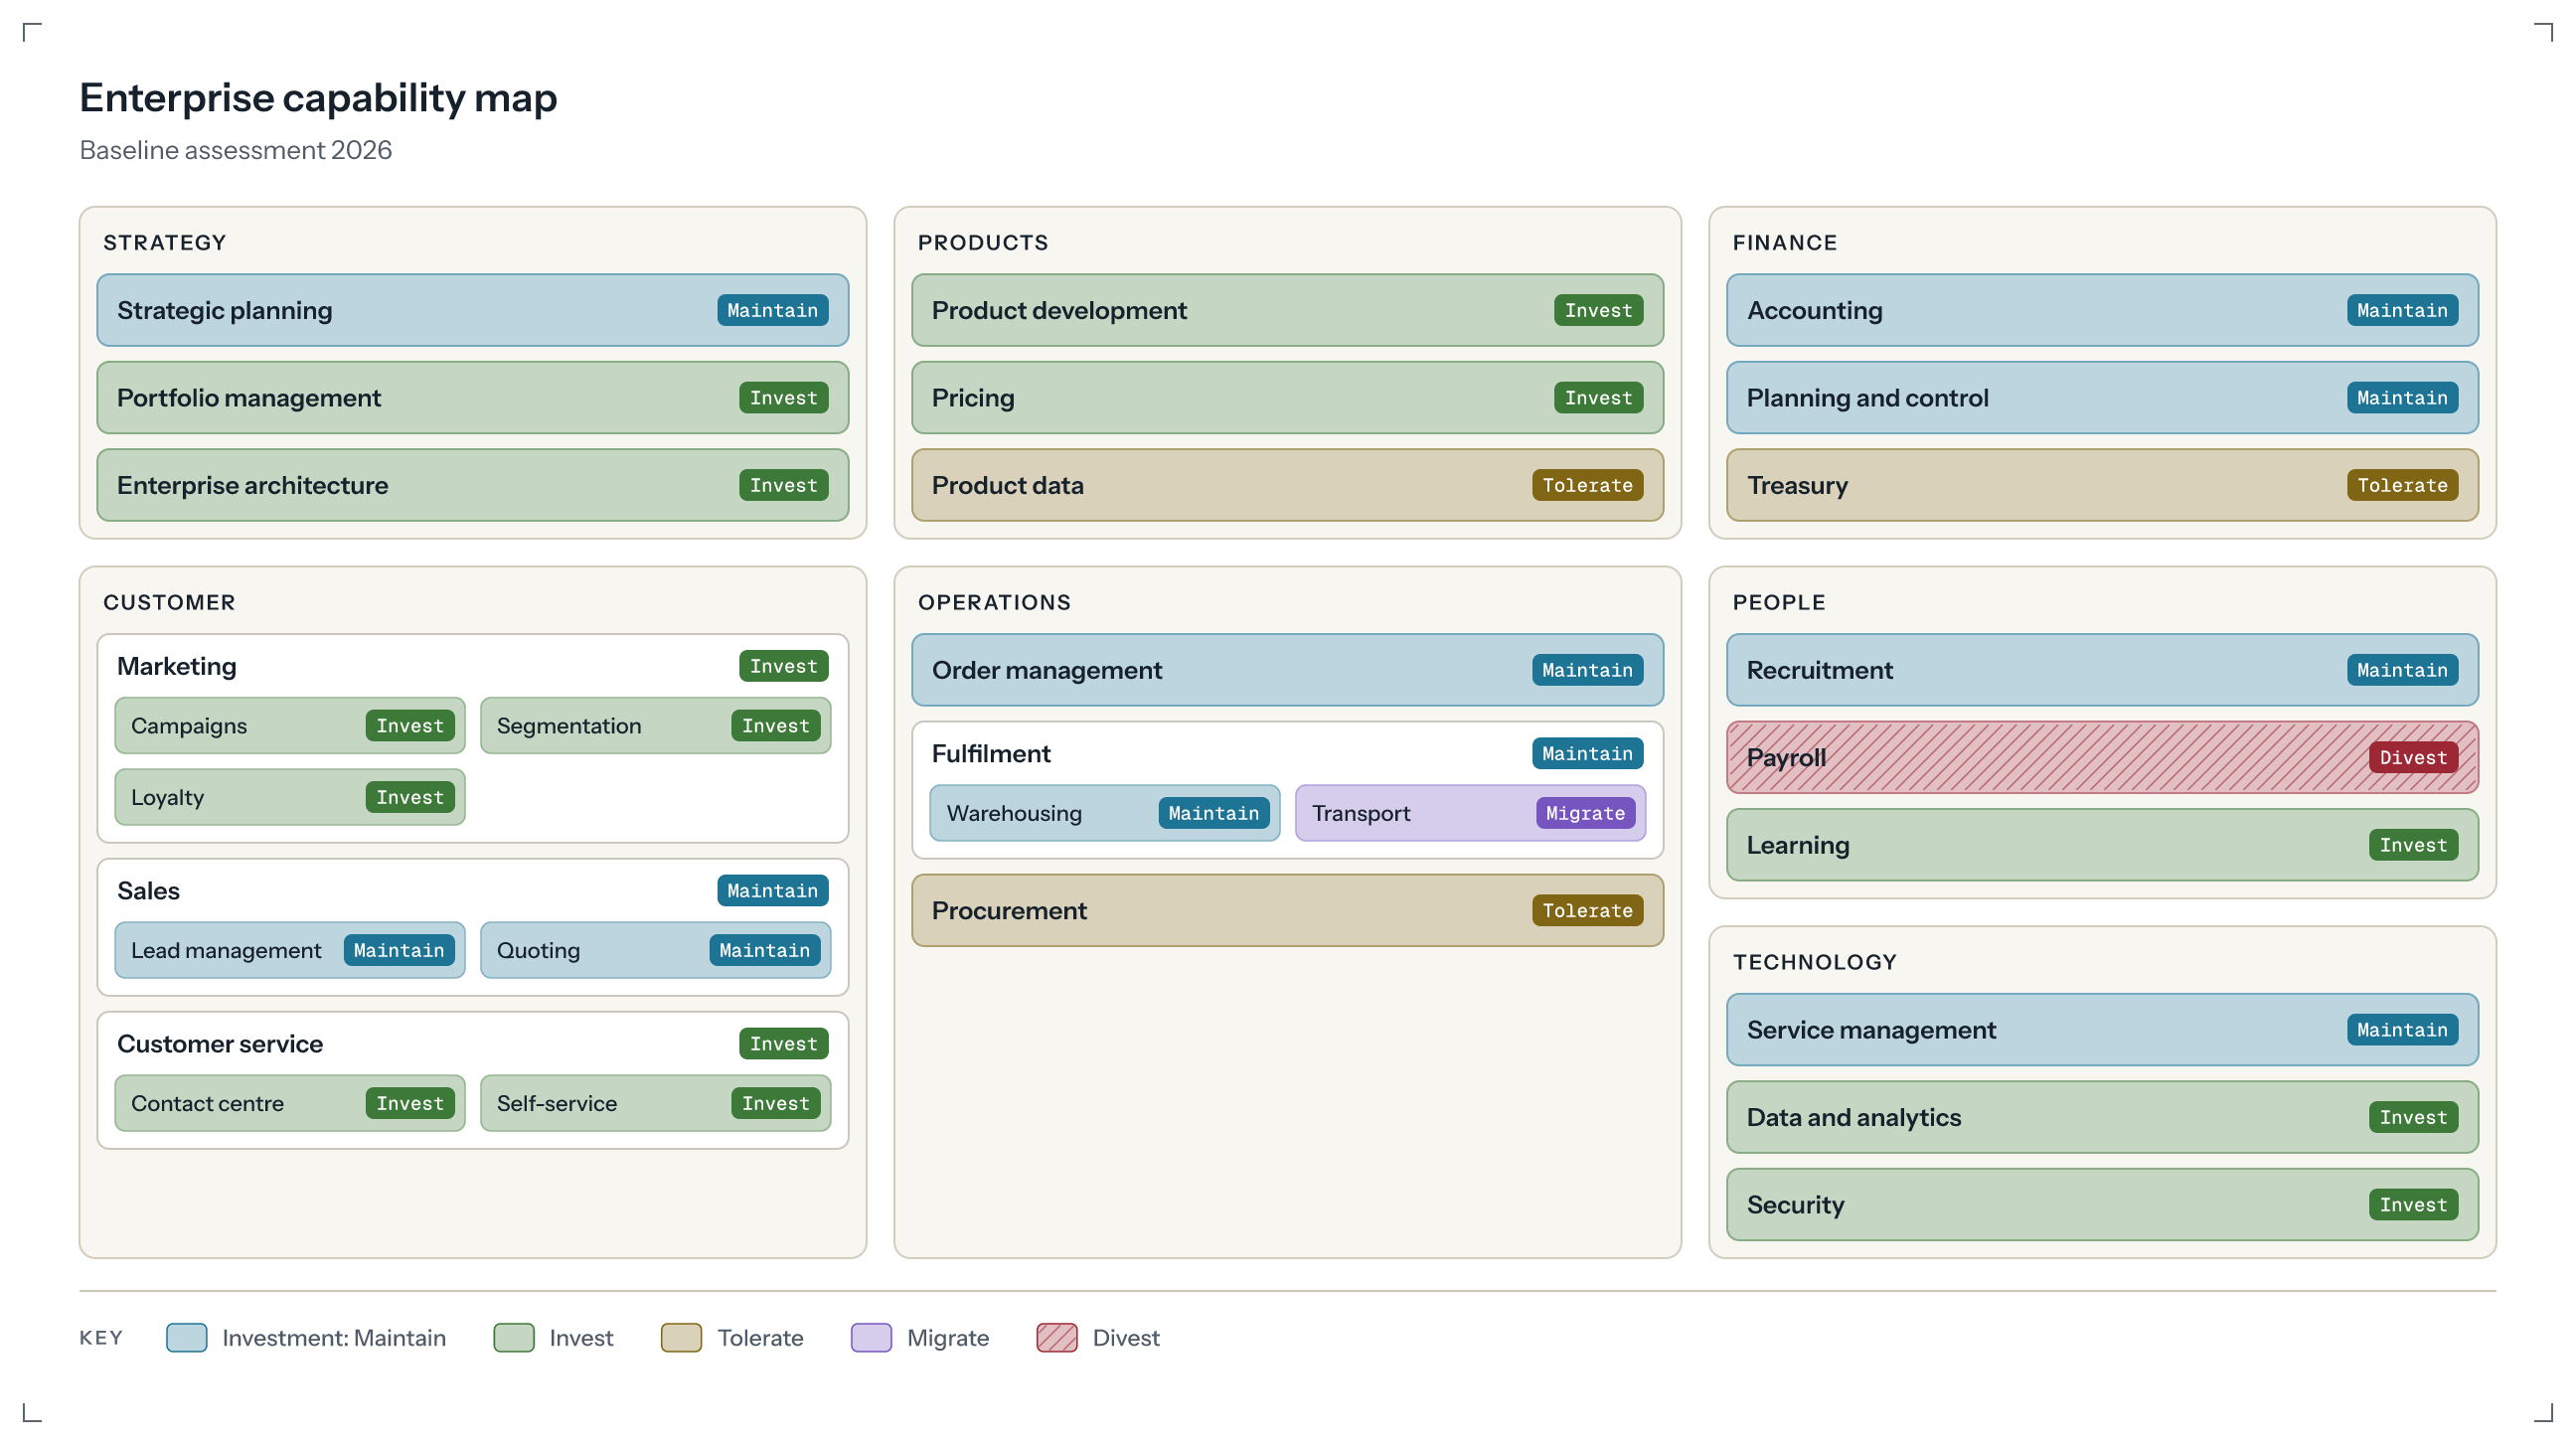 Enterprise capability map
Baseline assessment 2026
STRATEGY
Strategic planning Maintain
Portfolio management Invest
Enterprise architecture Invest
PRODUCTS
Product development Invest
Pricing Invest
Product data Tolerate
FINANCE
Accounting Maintain
Planning and control Maintain
Treasury Tolerate
CUSTOMER
Marketing Invest
Campaigns Invest Segmentation Invest
Loyalty Invest
Sales Maintain
Lead management Maintain Quoting Maintain
Customer service Invest
Contact centre Invest Self-service Invest
OPERATIONS
Order management Maintain
Fulfilment Maintain
Warehousing Maintain Transport Migrate
Procurement Tolerate
PEOPLE
Recruitment Maintain
Payroll Divest
Learning Invest
TECHNOLOGY
Service management Maintain
Data and analytics Invest
Security Invest
KEY Investment: Maintain Invest Tolerate Migrate Divest